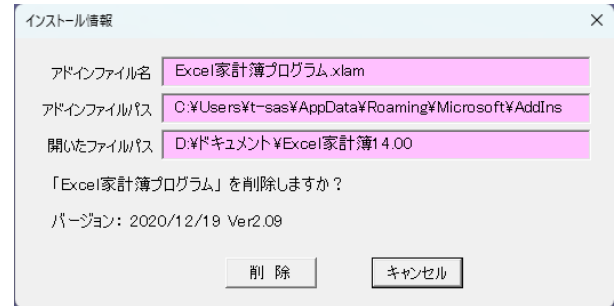 インストール情報
アドインファイル名 Excel家計簿プログラム.xlam
アドインファイルパス C:¥Users¥t-sas¥AppData¥Roaming¥Microsoft¥AddIns
開いたファイルパス D:¥ドキュメント¥Excel家計簿14.00
「Excel家計簿プログラム」を削除しますか？
バージョン： 2020/12/19 Ver2.09
削 除 キャンセル